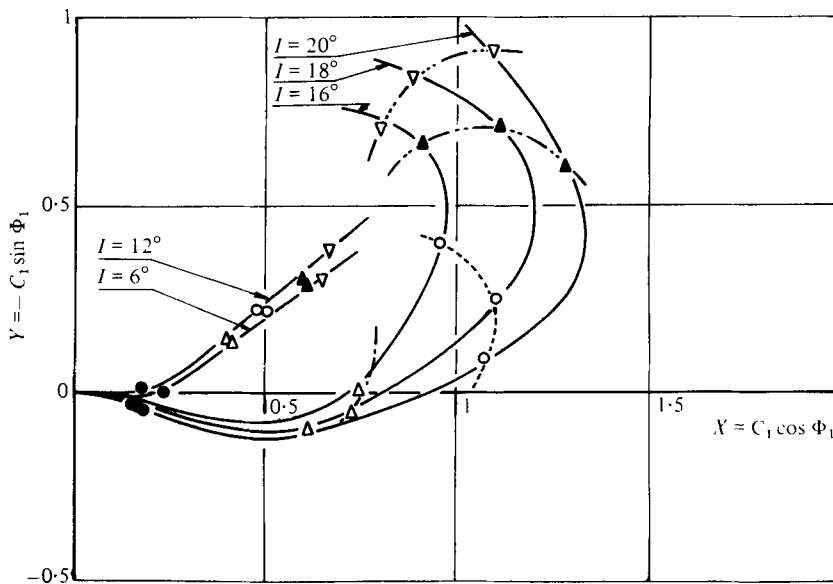 1
I = 20°
I = 18°
I = 16°
0·5
I = 12°
I = 6°
Y = − C₁ sin Φ₁
0
0·5
1
1·5
X = C₁ cos Φ₁
−0·5